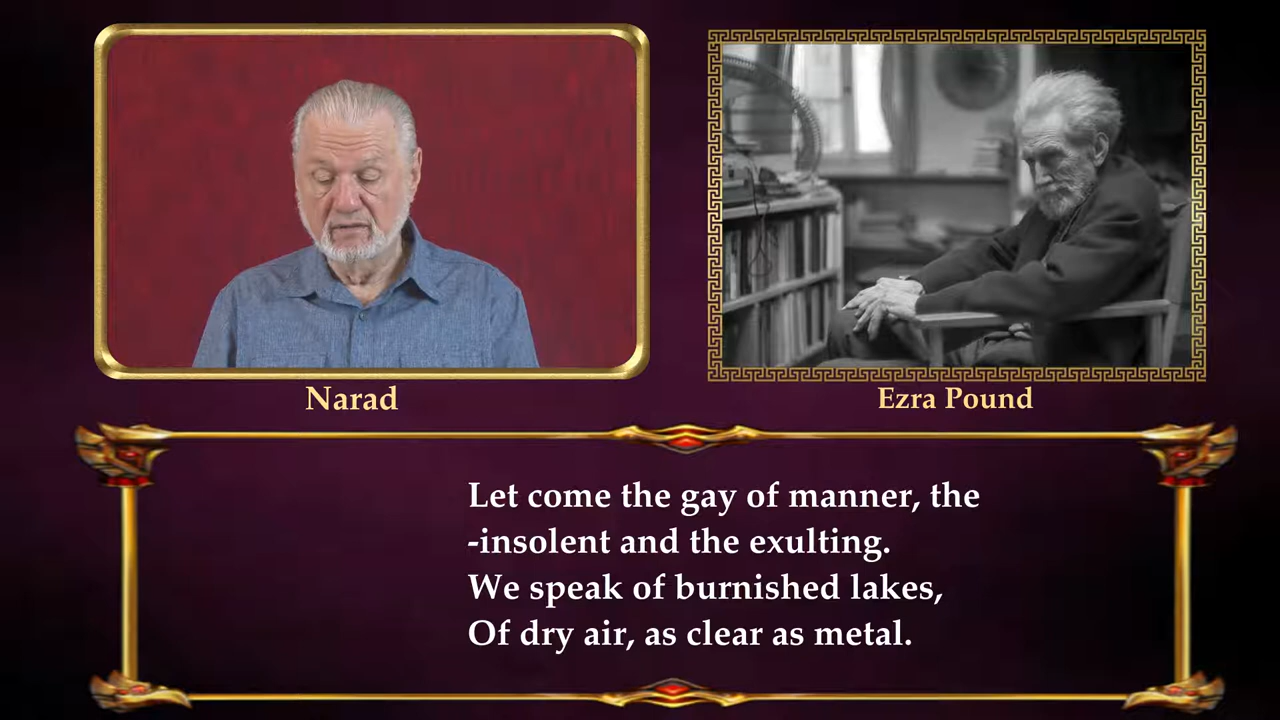 Narad
Ezra Pound
Let come the gay of manner, the
-insolent and the exulting.
We speak of burnished lakes,
Of dry air, as clear as metal.